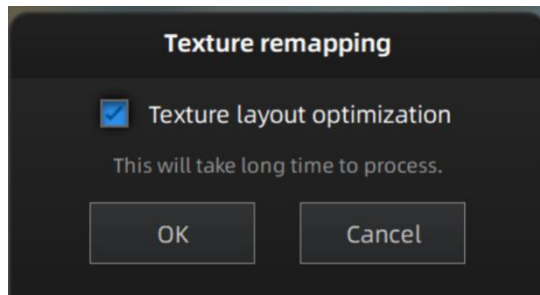 Texture remapping
Texture layout optimization
This will take long time to process.
OK
Cancel